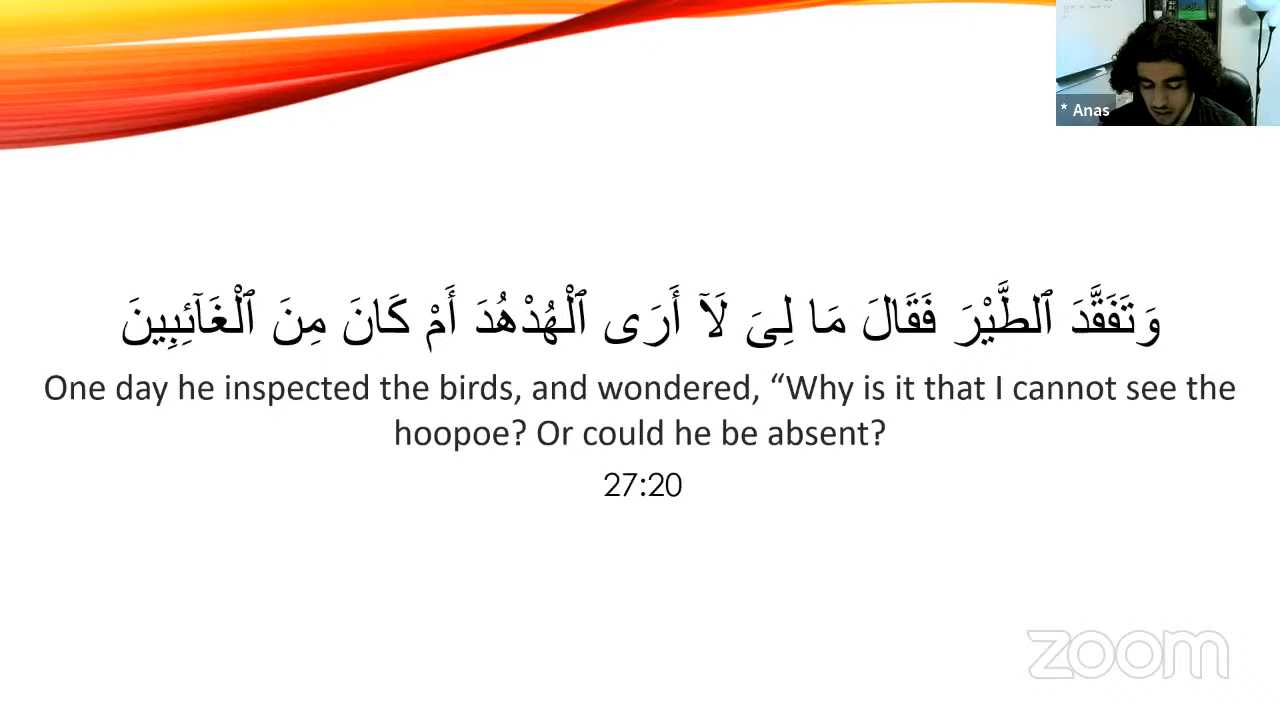 * Anas
وَتَفَقَّدَ ٱلطَّيْرَ فَقَالَ مَا لِىَ لَآ أَرَى ٱلْهُدْهُدَ أَمْ كَانَ مِنَ ٱلْغَآئِبِينَ
One day he inspected the birds, and wondered, “Why is it that I cannot see the
hoopoe? Or could he be absent?
27:20
zoom